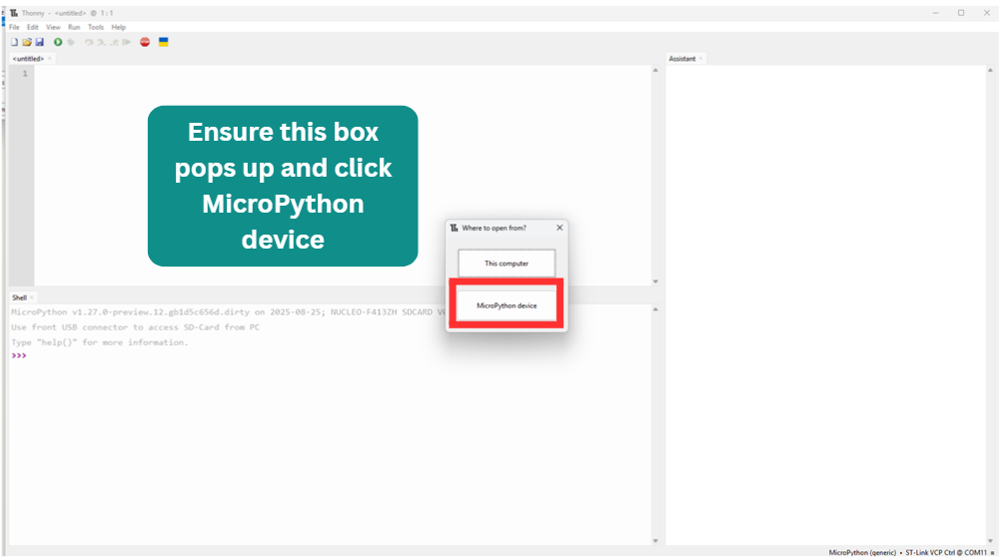 Thonny - <untitled> @ 1 : 1
File Edit View Run Tools Help
<untitled> ×
Assistant ×
1
Ensure this box
pops up and click
MicroPython
device
Where to open from?
This computer
MicroPython device
Shell ×
MicroPython v1.27.0-preview.12.gb1d5c656d.dirty on 2025-08-25; NUCLEO-F413ZH SDCARD
Use front USB connector to access SD-Card from PC
Type "help()" for more information.
>>>
MicroPython (generic) • ST-Link VCP Ctrl @ COM11 ≡